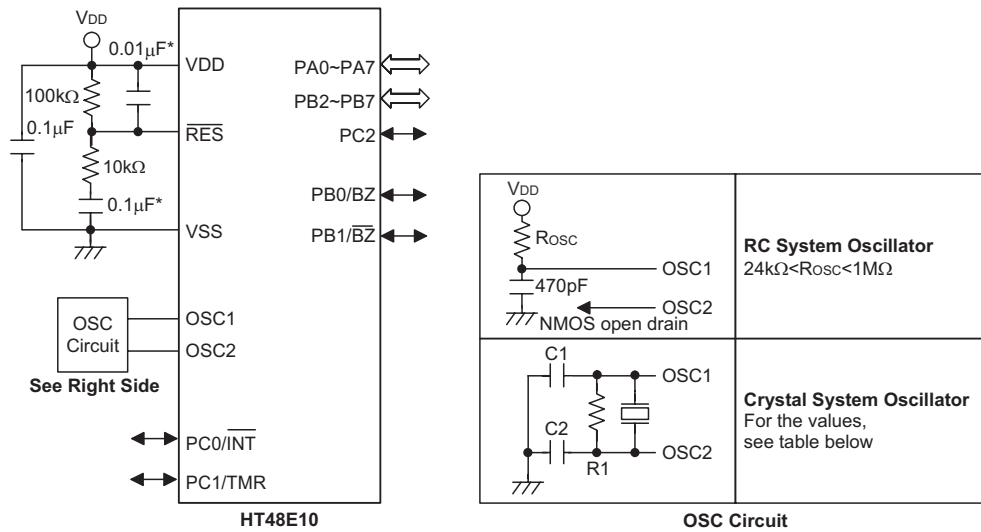 VDD
0.01μF*
VDD
100kΩ
0.1μF
RES
10kΩ
0.1μF*
VSS
OSC
Circuit
See Right Side
OSC1
OSC2
PC0/INT
PC1/TMR
PA0~PA7
PB2~PB7
PC2
PB0/BZ
PB1/BZ
HT48E10
VDD
ROSC
OSC1
470pF
OSC2
NMOS open drain
RC System Oscillator
24kΩ<ROSC<1MΩ
C1
OSC1
C2
OSC2
R1
Crystal System Oscillator
For the values,
see table below
OSC Circuit